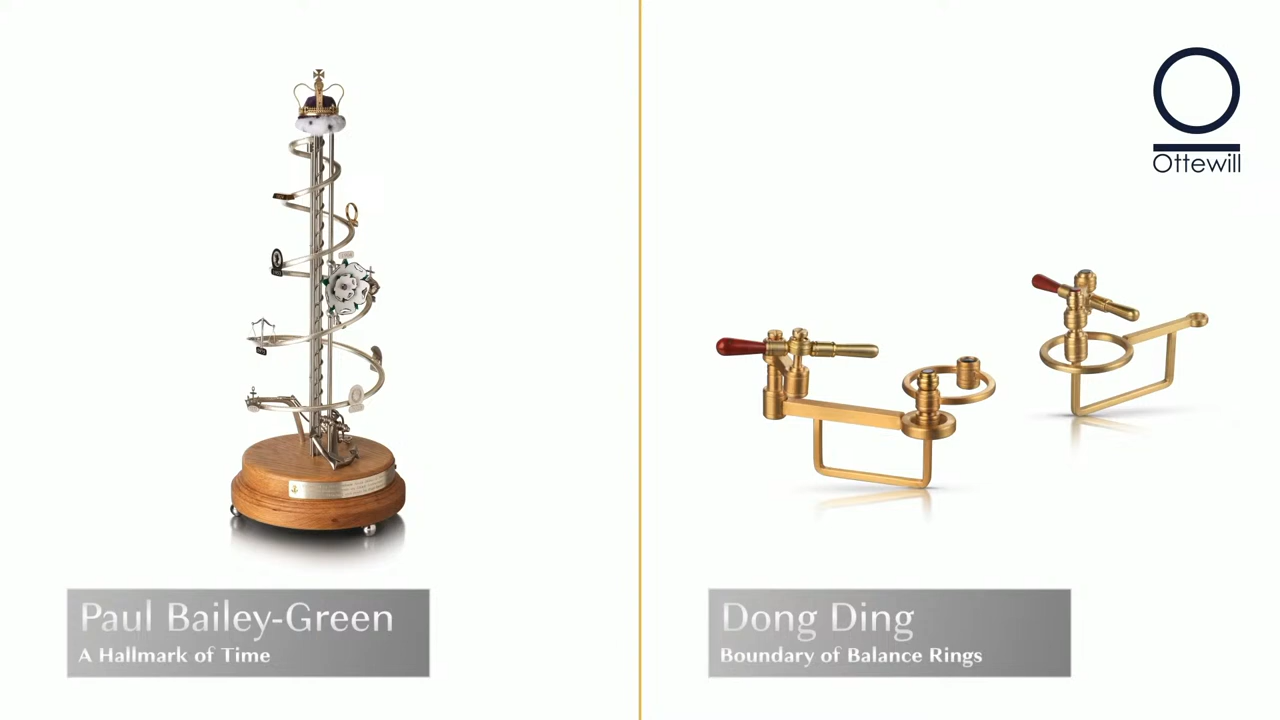 Ottewill
Paul Bailey-Green
A Hallmark of Time
Dong Ding
Boundary of Balance Rings